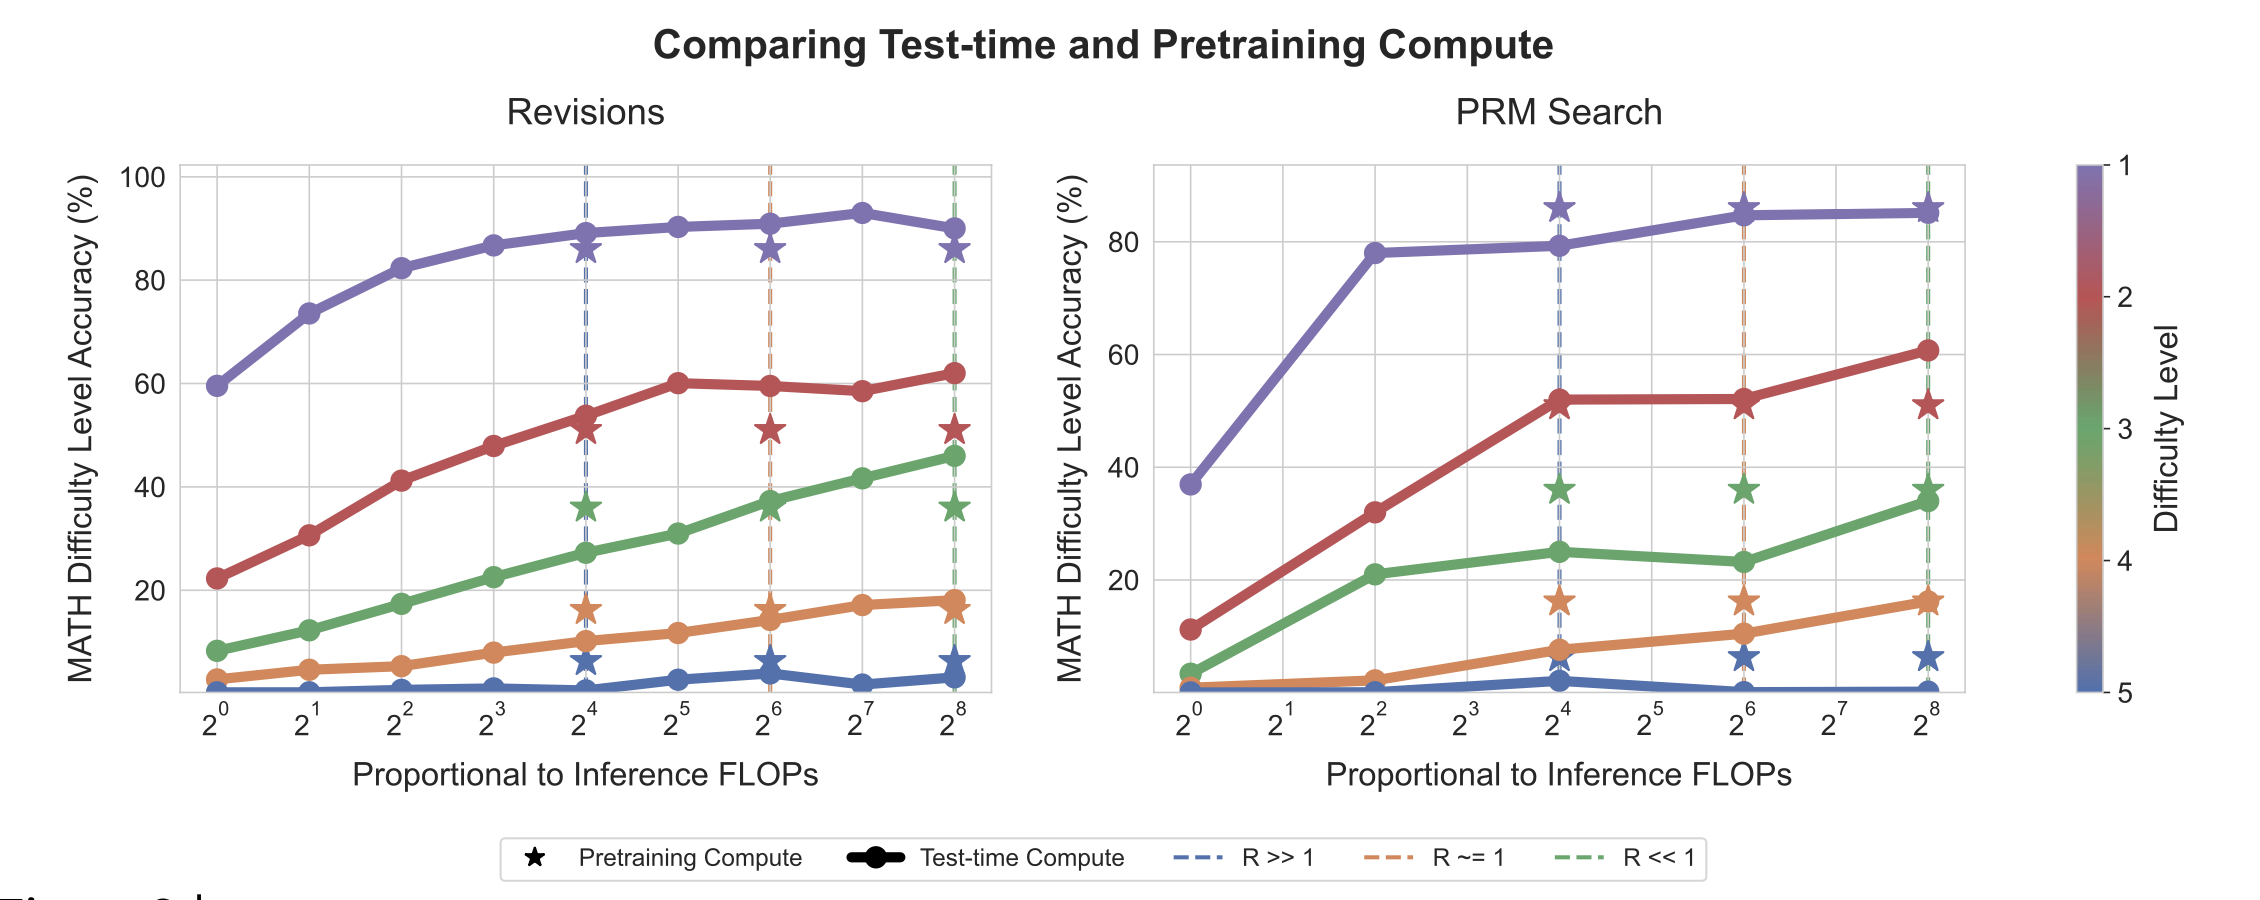 Comparing Test-time and Pretraining Compute
Revisions
MATH Difficulty Level Accuracy (%)
100
80
60
40
20
2^0 2^1 2^2 2^3 2^4 2^5 2^6 2^7 2^8
Proportional to Inference FLOPs
PRM Search
MATH Difficulty Level Accuracy (%)
80
60
40
20
2^0 2^1 2^2 2^3 2^4 2^5 2^6 2^7 2^8
Proportional to Inference FLOPs
1
2
3
4
5
Difficulty Level
Pretraining Compute Test-time Compute R >> 1 R ~= 1 R << 1